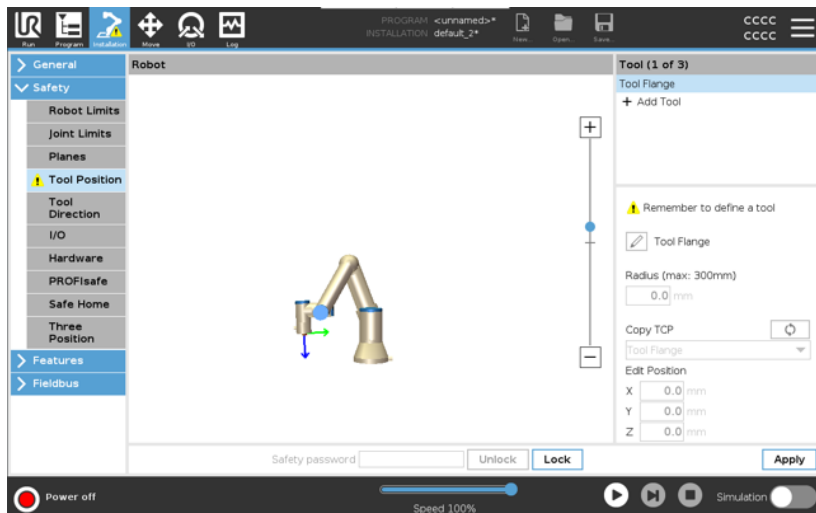 PROGRAM <unnamed>*
INSTALLATION default_2*
CCCC
CCCC
UR
Run
Program
Installation
Move
I/O
Log
New...
Open...
Save...
General
Safety
Robot Limits
Joint Limits
Planes
Tool Position
Tool
Direction
I/O
Hardware
PROFIsafe
Safe Home
Three
Position
Features
Fieldbus
Robot
Tool (1 of 3)
Tool Flange
+ Add Tool
Remember to define a tool
Tool Flange
Radius (max: 300mm)
0.0 mm
Copy TCP
Tool Flange
Edit Position
X 0.0 mm
Y 0.0 mm
Z 0.0 mm
Safety password
Unlock
Lock
Apply
Power off
Speed 100%
Simulation